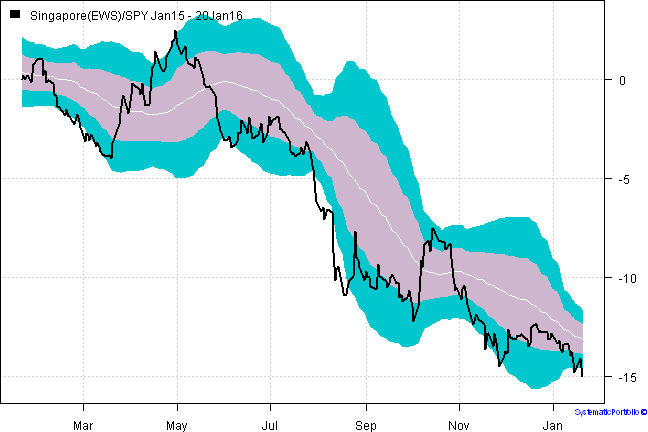 Singapore(EWS)/SPY Jan15 - 20Jan16
0
-5
-10
-15
Mar May Jul Sep Nov Jan
SystematicPortfolio ©